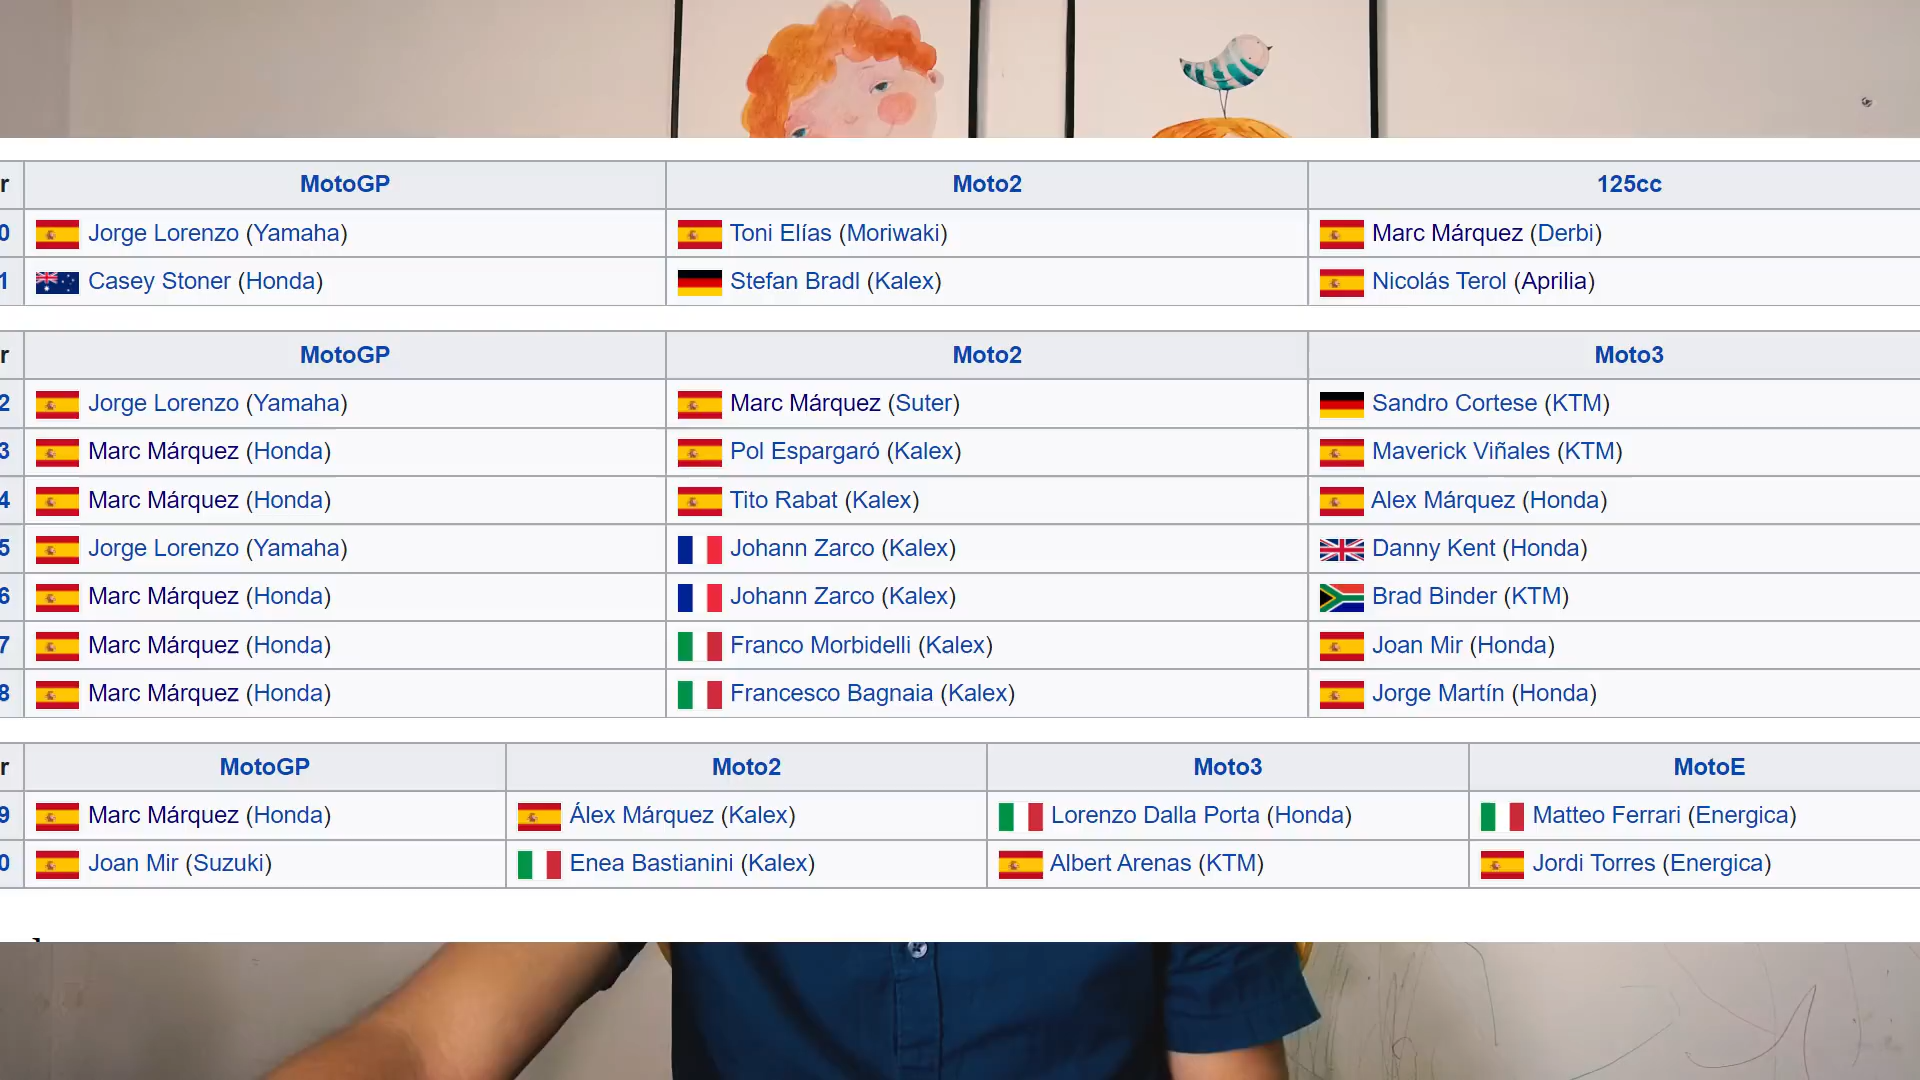 r MotoGP Moto2 125cc
0 Jorge Lorenzo (Yamaha) Toni Elías (Moriwaki) Marc Márquez (Derbi)
1 Casey Stoner (Honda) Stefan Bradl (Kalex) Nicolás Terol (Aprilia)
r MotoGP Moto2 Moto3
2 Jorge Lorenzo (Yamaha) Marc Márquez (Suter) Sandro Cortese (KTM)
3 Marc Márquez (Honda) Pol Espargaró (Kalex) Maverick Viñales (KTM)
4 Marc Márquez (Honda) Tito Rabat (Kalex) Alex Márquez (Honda)
5 Jorge Lorenzo (Yamaha) Johann Zarco (Kalex) Danny Kent (Honda)
6 Marc Márquez (Honda) Johann Zarco (Kalex) Brad Binder (KTM)
7 Marc Márquez (Honda) Franco Morbidelli (Kalex) Joan Mir (Honda)
8 Marc Márquez (Honda) Francesco Bagnaia (Kalex) Jorge Martín (Honda)
r MotoGP Moto2 Moto3 MotoE
9 Marc Márquez (Honda) Álex Márquez (Kalex) Lorenzo Dalla Porta (Honda) Matteo Ferrari (Energica)
0 Joan Mir (Suzuki) Enea Bastianini (Kalex) Albert Arenas (KTM) Jordi Torres (Energica)